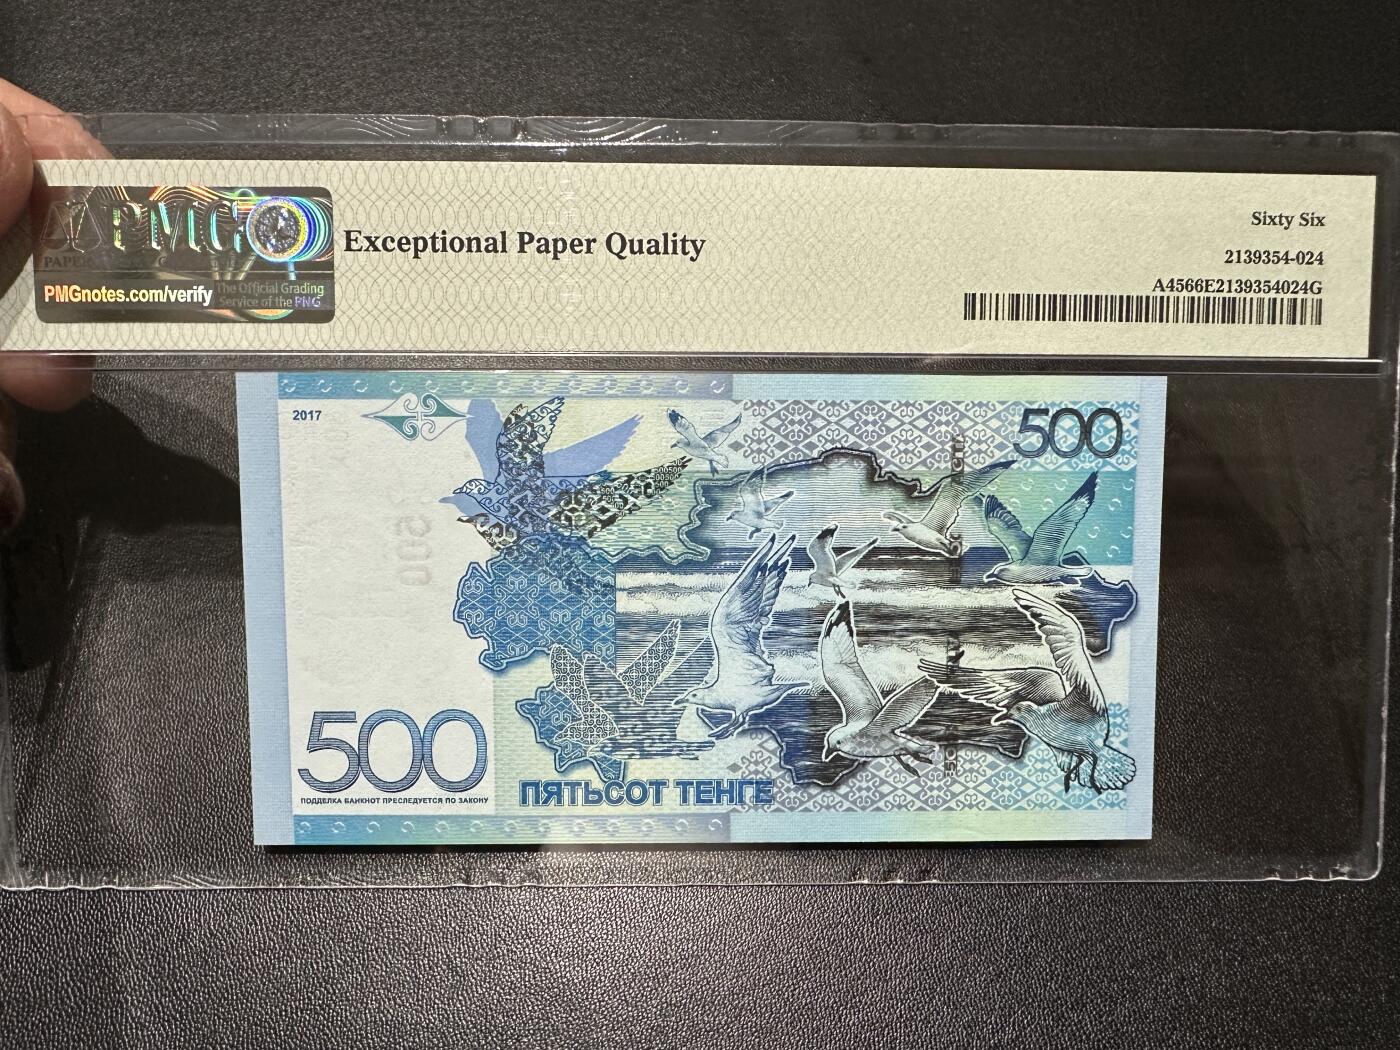 PMG
PMGnotes.com/verify
The Official Grading
Service of the PNG
Exceptional Paper Quality
Sixty Six
2139354-024
A4566E2139354024G
2017
500
500
ПОДДЕЛКА БАНКНОТ ПРЕСЛЕДУЕТСЯ ПО ЗАКОНУ
ПЯТЬСОТ ТЕНГЕ